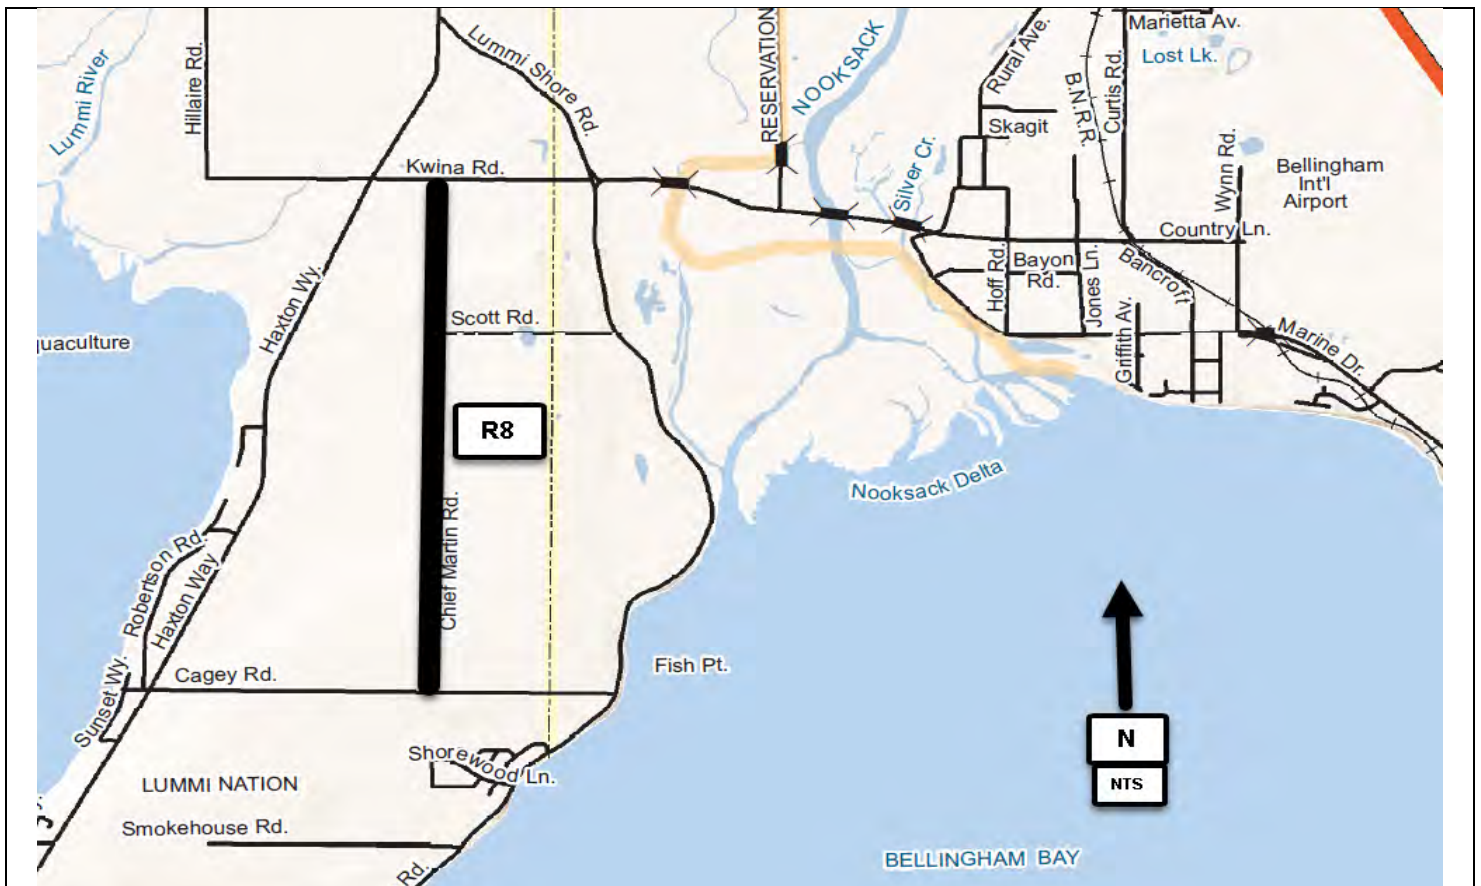 Marietta Av.
Lost Lk.
Lummi River
Hillaire Rd.
Lummi Shore Rd.
RESERVATION
NOOKSACK
Rural Ave.
B.N.R.R.
Curtis Rd.
Skagit
Silver Cr.
Wynn Rd.
Bellingham
Int'l
Airport
Kwina Rd.
Country Ln.
Haxton Wy.
Hoff Rd.
Bayon
Rd.
Jones Ln.
Bancroft
Scott Rd.
Griffith Av.
Marine Dr.
quaculture
R8
Nooksack Delta
Chief Martin Rd.
Robertson Rd.
Haxton Way
Fish Pt.
Cagey Rd.
Sunset Wy.
N
NTS
Shorewood Ln.
LUMMI NATION
Smokehouse Rd.
Rd.
BELLINGHAM BAY